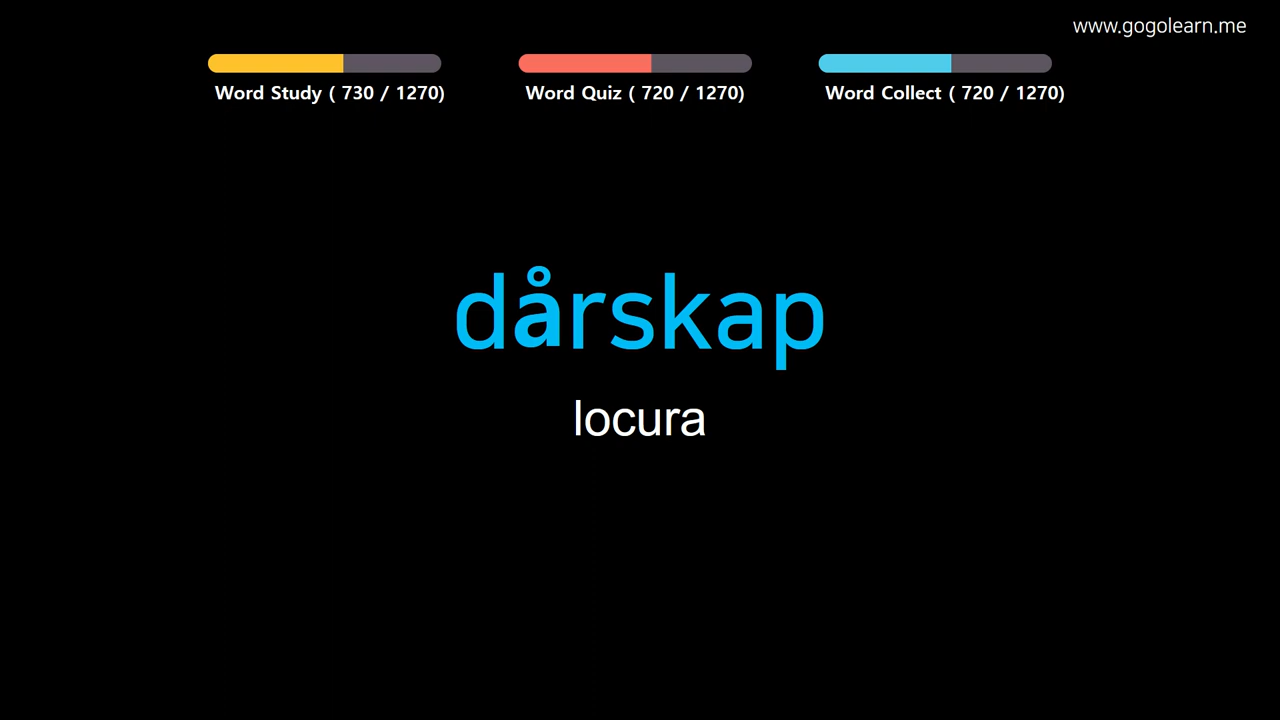 www.gogolearn.me
Word Study ( 730 / 1270)
Word Quiz ( 720 / 1270)
Word Collect ( 720 / 1270)
dårskap
locura